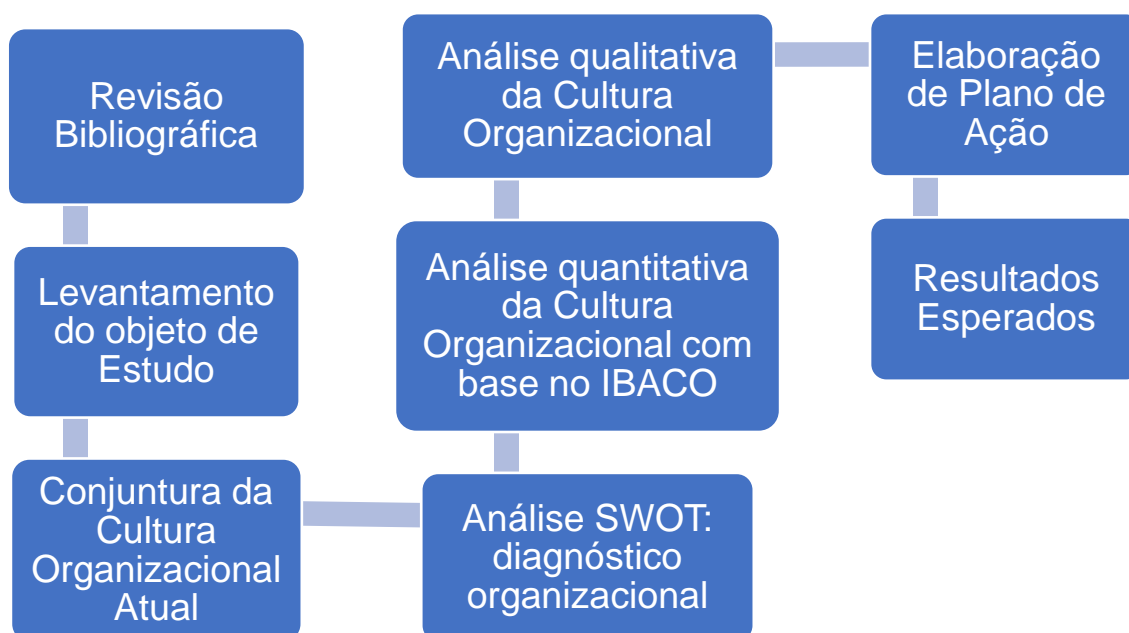 Revisão
Bibliográfica
Levantamento
do objeto de
Estudo
Conjuntura da
Cultura
Organizacional
Atual
Análise SWOT:
diagnóstico
organizacional
Análise quantitativa
da Cultura
Organizacional com
base no IBACO
Análise qualitativa
da Cultura
Organizacional
Elaboração
de Plano de
Ação
Resultados
Esperados